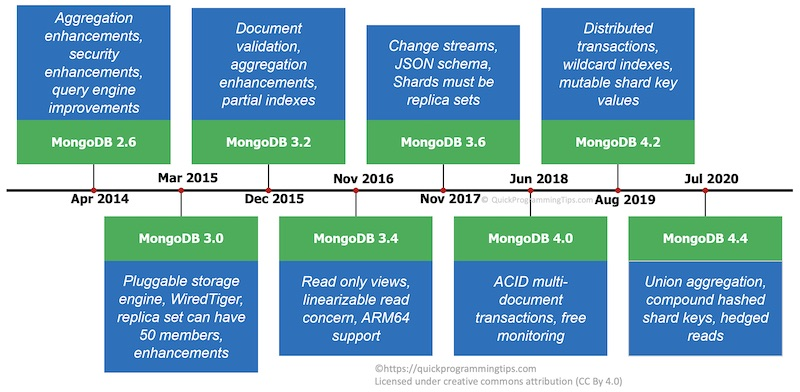 Aggregation
enhancements,
security
enhancements,
query engine
improvements
MongoDB 2.6
Apr 2014
Mar 2015
MongoDB 3.0
Pluggable storage
engine, WiredTiger,
replica set can have
50 members,
enhancements
Document
validation,
aggregation
enhancements,
partial indexes
MongoDB 3.2
Dec 2015
Nov 2016
MongoDB 3.4
Read only views,
linearizable read
concern, ARM64
support
Change streams,
JSON schema,
Shards must be
replica sets
MongoDB 3.6
Nov 2017
Jun 2018
MongoDB 4.0
ACID multi-
document
transactions, free
monitoring
Distributed
transactions,
wildcard indexes,
mutable shard key
values
MongoDB 4.2
© QuickProgrammingTips.com
Aug 2019
Jul 2020
MongoDB 4.4
Union aggregation,
compound hashed
shard keys, hedged
reads
©https://quickprogrammingtips.com
Licensed under creative commons attribution (CC By 4.0)